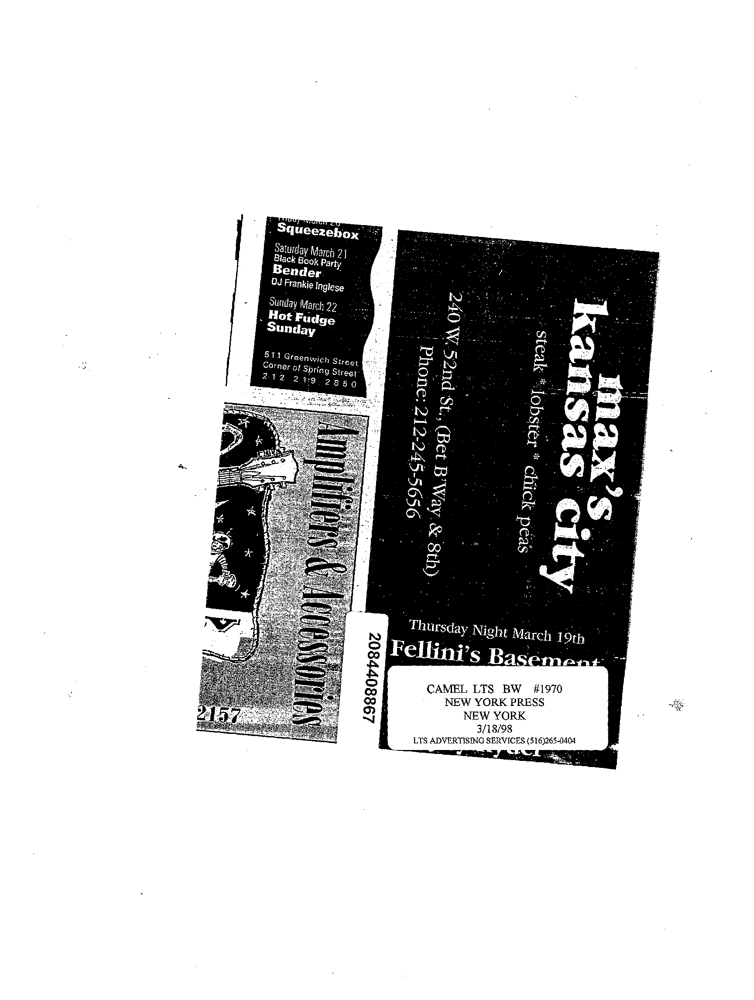 Squeezebox
Saturday March 21
Black Book Party
Bender
DJ Frankie Inglese
Sunday March 22
Hot Fudge
Sunday
511 Greenwich Street
Corner of Spring Street
212 219 2850
Amplifiers & Accessories
2157
max's
kansas city
steak * lobster * chick peas
240 W. 52nd St., (Bet B'Way & 8th)
Phone: 212-245-5656
Thursday Night March 19th
Fellini's Basement
2084408867
CAMEL LTS BW #1970
NEW YORK PRESS
NEW YORK
3/18/98
LTS ADVERTISING SERVICES (516)265-0404